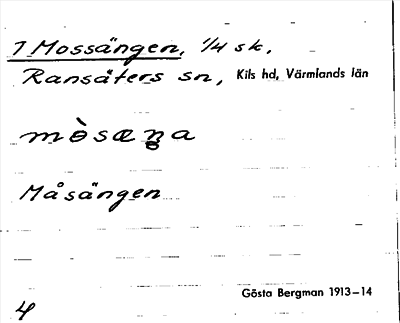 1 Mossängen, 1/4 sk.
Ransäters sn, Kils hd, Värmlands län
mòsæŋa
Måsängen
Gösta Bergman 1913-14
4